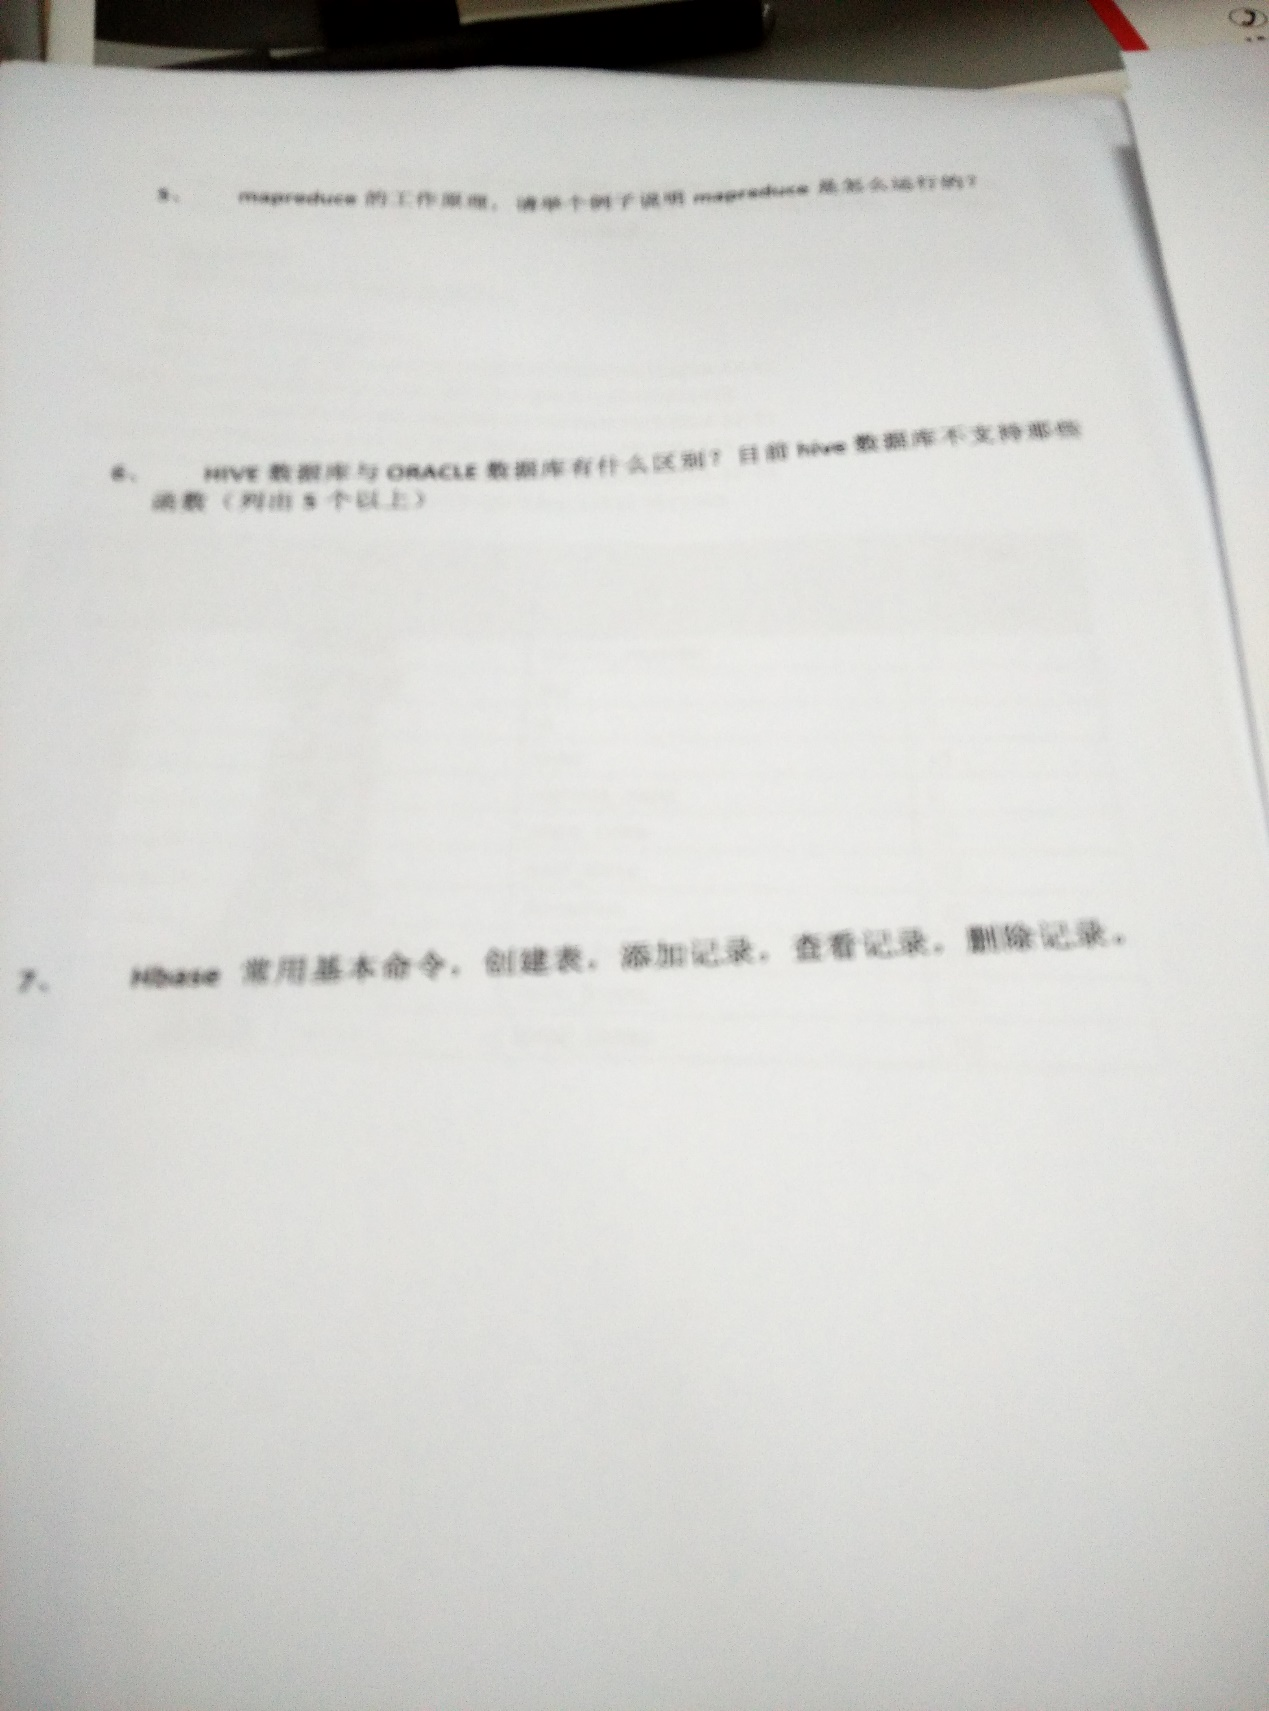 5、 mapreduce 的工作原理，请举个例子说明 mapreduce 是怎么运行的？
6、 HIVE 数据库与 ORACLE 数据库有什么区别？目前 hive 数据库不支持那些
函数（列出 5 个以上）
7、 Hbase 常用基本命令，创建表，添加记录，查看记录，删除记录。